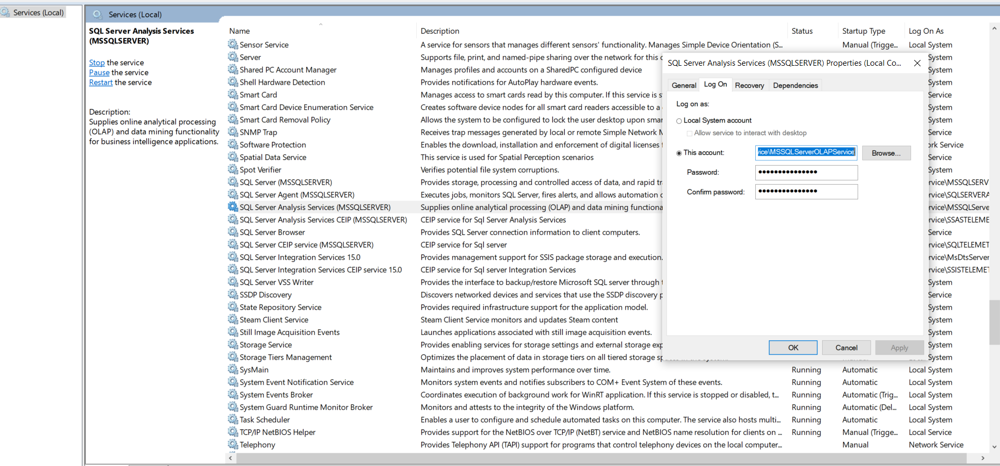 Services (Local)
Services (Local)
SQL Server Analysis Services
(MSSQLSERVER)
Stop the service
Pause the service
Restart the service
Description:
Supplies online analytical processing
(OLAP) and data mining functionality
for business intelligence applications.
Name Description Status Startup Type Log On As
Sensor Service A service for sensors that manages different sensors' functionality. Manages Simple Device Orientation (S... Manual (Trigge... Local System
Server Supports file, print, and named-pipe sharing over the network for this c System
Shared PC Account Manager Manages profiles and accounts on a SharedPC configured device System
Shell Hardware Detection Provides notifications for AutoPlay hardware events. System
Smart Card Manages access to smart cards read by this computer. If this service is s Service
Smart Card Device Enumeration Service Creates software device nodes for all smart card readers accessible to a System
Smart Card Removal Policy Allows the system to be configured to lock the user desktop upon smar System
SNMP Trap Receives trap messages generated by local or remote Simple Network M Service
Software Protection Enables the download, installation and enforcement of digital licenses rk Service
Spatial Data Service This service is used for Spatial Perception scenarios Service
Spot Verifier Verifies potential file system corruptions. System
SQL Server (MSSQLSERVER) Provides storage, processing and controlled access of data, and rapid tr rvice\MSSQLSERV
SQL Server Agent (MSSQLSERVER) Executes jobs, monitors SQL Server, fires alerts, and allows automation rvice\SQLSERVERA
SQL Server Analysis Services (MSSQLSERVER) Supplies online analytical processing (OLAP) and data mining functiona rvice\MSSQLServe
SQL Server Analysis Services CEIP (MSSQLSERVER) CEIP service for Sql Server Analysis Services rvice\SSASTELEME
SQL Server Browser Provides SQL Server connection information to client computers. Service
SQL Server CEIP service (MSSQLSERVER) CEIP service for Sql server rvice\SQLTELEMET
SQL Server Integration Services 15.0 Provides management support for SSIS package storage and execution. rvice\MsDtsServer
SQL Server Integration Services CEIP service 15.0 CEIP service for Sql server Integration Services rvice\SSISTELEMET
SQL Server VSS Writer Provides the interface to backup/restore Microsoft SQL server through System
SSDP Discovery Discovers networked devices and services that use the SSDP discovery p Service
State Repository Service Provides required infrastructure support for the application model. System
Steam Client Service Steam Client Service monitors and updates Steam content System
Still Image Acquisition Events Launches applications associated with still image acquisition events. System
Storage Service Provides enabling services for storage settings and external storage exp System
Storage Tiers Management Optimizes the placement of data in storage tiers on all tiered storage System
SysMain Maintains and improves system performance over time. Running Automatic Local System
System Event Notification Service Monitors system events and notifies subscribers to COM+ Event System of these events. Running Automatic Local System
System Events Broker Coordinates execution of background work for WinRT application. If this service is stopped or disabled, t... Running Automatic (Trig... Local System
System Guard Runtime Monitor Broker Monitors and attests to the integrity of the Windows platform. Running Automatic (Del... Local System
Task Scheduler Enables a user to configure and schedule automated tasks on this computer. The service also hosts multi... Running Automatic Local System
TCP/IP NetBIOS Helper Provides support for the NetBIOS over TCP/IP (NetBT) service and NetBIOS name resolution for clients on ... Running Manual (Trigge... Local Service
Telephony Provides Telephony API (TAPI) support for programs that control telephony devices on the local computer... Manual Network Service
SQL Server Analysis Services (MSSQLSERVER) Properties (Local Co...
General Log On Recovery Dependencies
Log on as:
Local System account
Allow service to interact with desktop
This account: vice\MSSQLServerOLAPService Browse...
Password: ●●●●●●●●●●●●●●●
Confirm password: ●●●●●●●●●●●●●●●
OK Cancel Apply